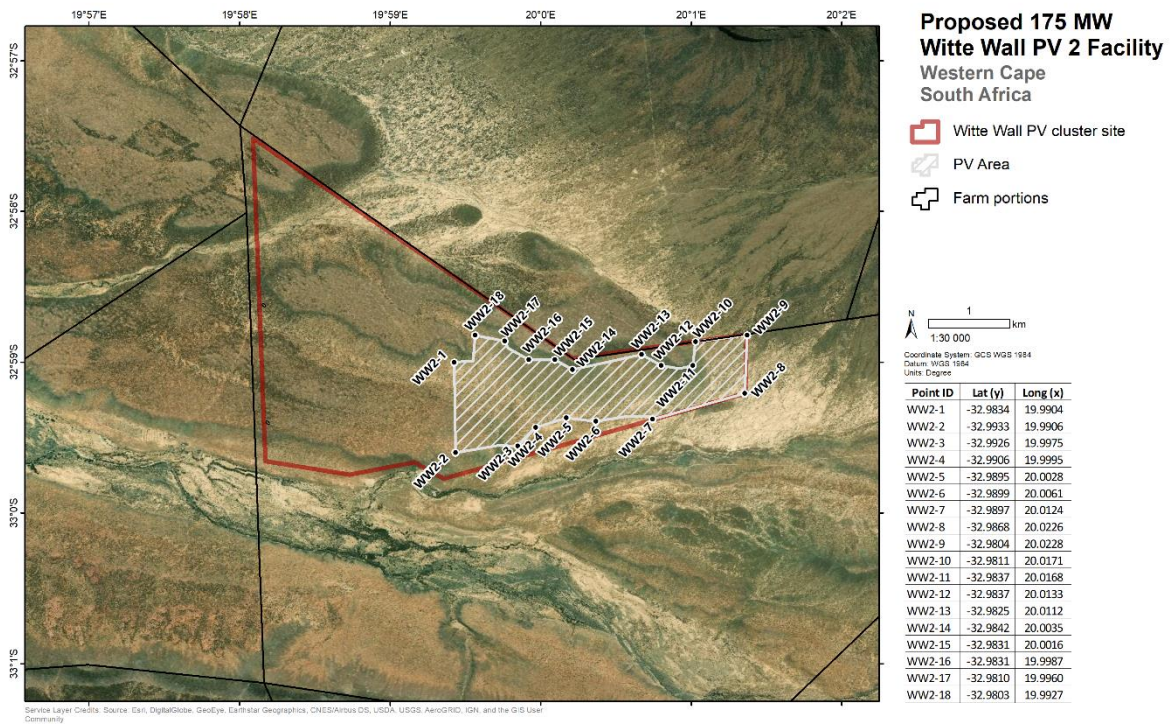 19°57'E 19°58'E 19°59'E 20°0'E 20°1'E 20°2'E
32°57'S
32°58'S
32°59'S
33°0'S
33°1'S
WW2-18
WW2-17
WW2-16
WW2-15
WW2-14
WW2-13
WW2-12
WW2-10
WW2-9
WW2-1
WW2-11
WW2-8
WW2-2
WW2-3
WW2-4
WW2-5
WW2-6
WW2-7
Service Layer Credits: Source: Esri, DigitalGlobe, GeoEye, Earthstar Geographics, CNES/Airbus DS, USDA, USGS, AeroGRID, IGN, and the GIS User
Community
Proposed 175 MW
Witte Wall PV 2 Facility
Western Cape
South Africa
Witte Wall PV cluster site
PV Area
Farm portions
N
1
km
1:30 000
Coordinate System: GCS WGS 1984
Datum: WGS 1984
Units: Degree
Point ID Lat (y) Long (x)
WW2-1 -32.9834 19.9904
WW2-2 -32.9933 19.9906
WW2-3 -32.9926 19.9975
WW2-4 -32.9906 19.9995
WW2-5 -32.9895 20.0028
WW2-6 -32.9899 20.0061
WW2-7 -32.9897 20.0124
WW2-8 -32.9868 20.0226
WW2-9 -32.9804 20.0228
WW2-10 -32.9811 20.0171
WW2-11 -32.9837 20.0168
WW2-12 -32.9837 20.0133
WW2-13 -32.9825 20.0112
WW2-14 -32.9842 20.0035
WW2-15 -32.9831 20.0016
WW2-16 -32.9831 19.9987
WW2-17 -32.9810 19.9960
WW2-18 -32.9803 19.9927